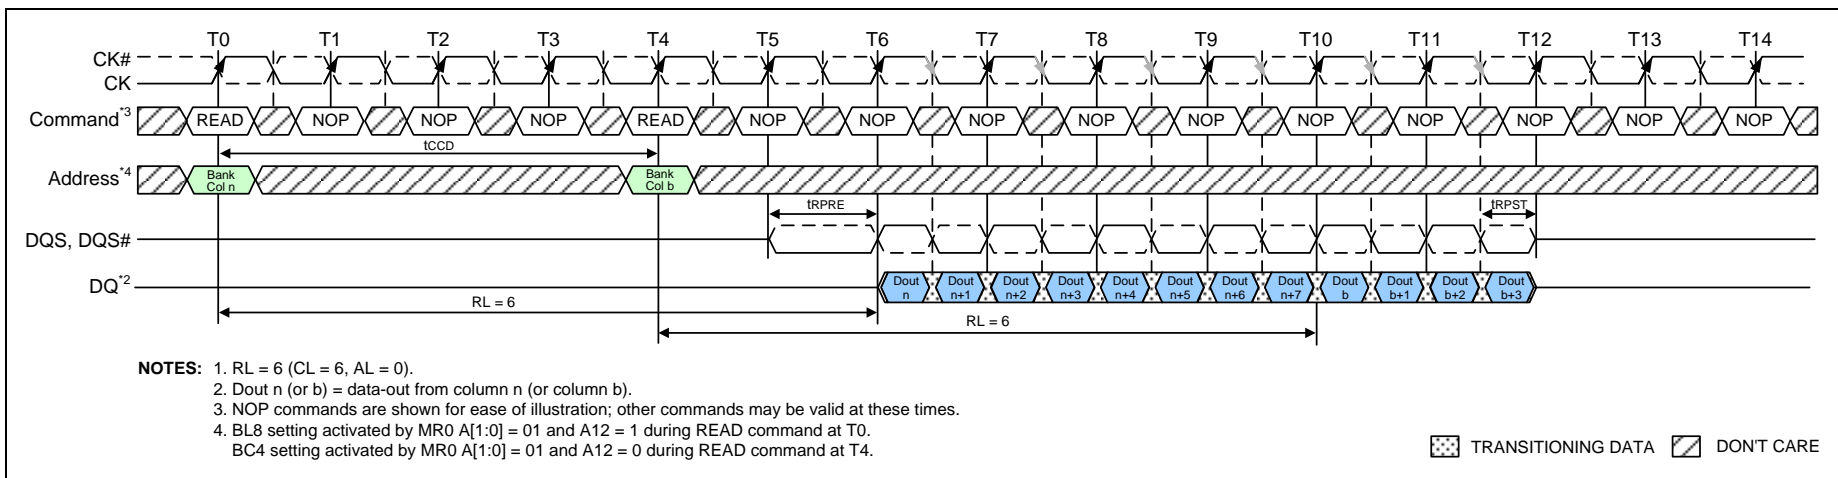 T0 T1 T2 T3 T4 T5 T6 T7 T8 T9 T10 T11 T12 T13 T14
CK#
CK
Command*3 READ NOP NOP NOP READ NOP NOP NOP NOP NOP NOP NOP NOP NOP NOP
tCCD
Address*4 Bank Col n Bank Col b
tRPRE tRPST
DQS, DQS#
DQ*2 Dout n Dout n+1 Dout n+2 Dout n+3 Dout n+4 Dout n+5 Dout n+6 Dout n+7 Dout b Dout b+1 Dout b+2 Dout b+3
RL = 6
RL = 6
NOTES: 1. RL = 6 (CL = 6, AL = 0).
2. Dout n (or b) = data-out from column n (or column b).
3. NOP commands are shown for ease of illustration; other commands may be valid at these times.
4. BL8 setting activated by MR0 A[1:0] = 01 and A12 = 1 during READ command at T0.
BC4 setting activated by MR0 A[1:0] = 01 and A12 = 0 during READ command at T4.
TRANSITIONING DATA DON'T CARE